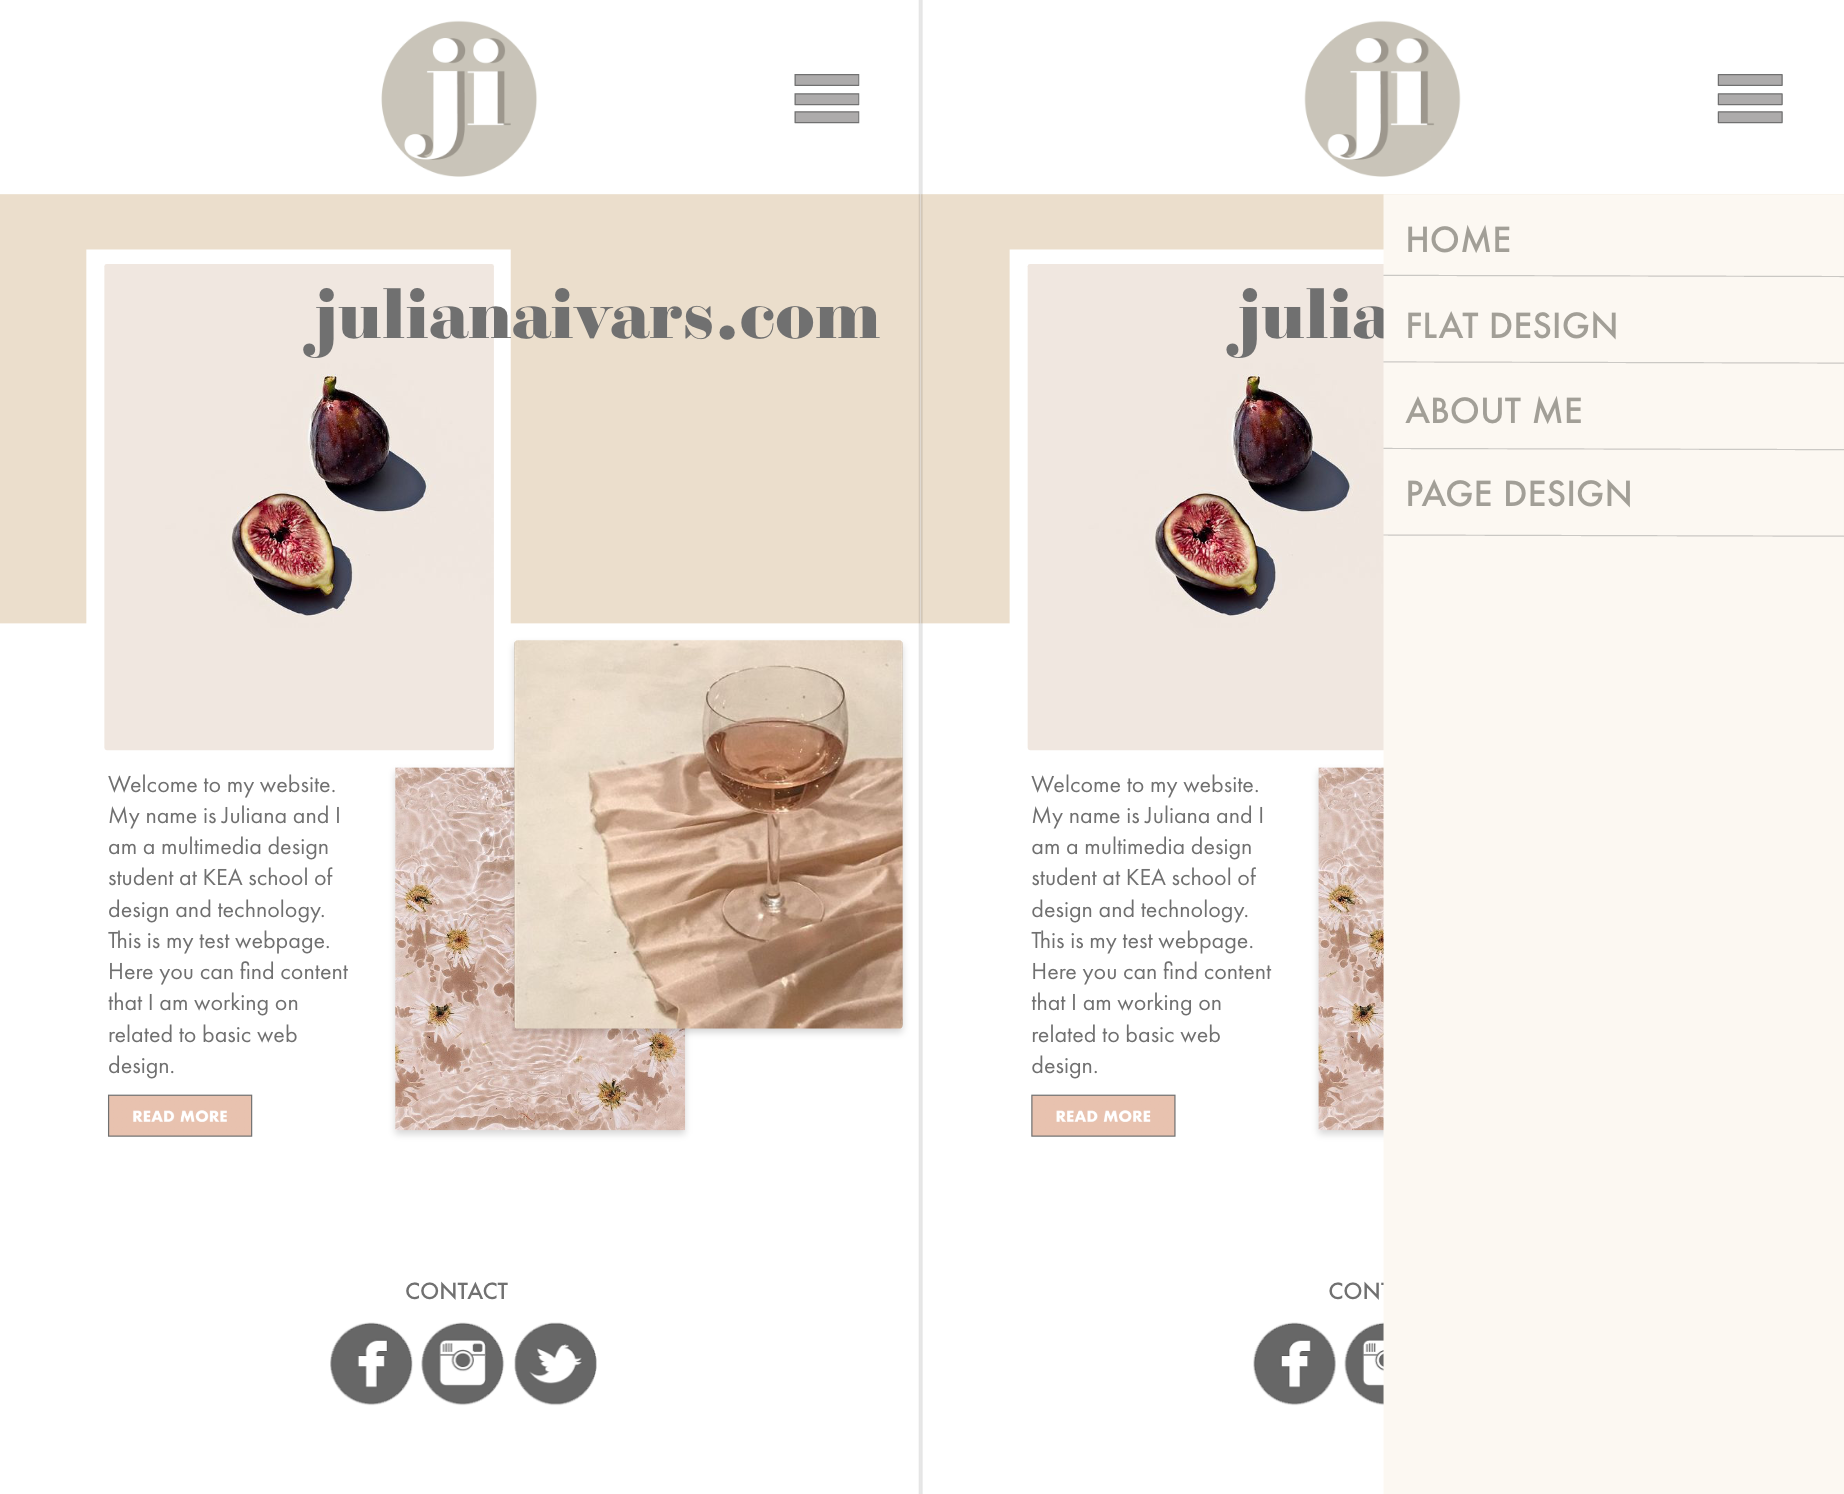 ji
julianaivars.com
Welcome to my website.
My name is Juliana and I
am a multimedia design
student at KEA school of
design and technology.
This is my test webpage.
Here you can find content
that I am working on
related to basic web
design.
READ MORE
CONTACT
f
ji
julia
HOME
FLAT DESIGN
ABOUT ME
PAGE DESIGN
Welcome to my website.
My name is Juliana and I
am a multimedia design
student at KEA school of
design and technology.
This is my test webpage.
Here you can find content
that I am working on
related to basic web
design.
READ MORE
CONT
f